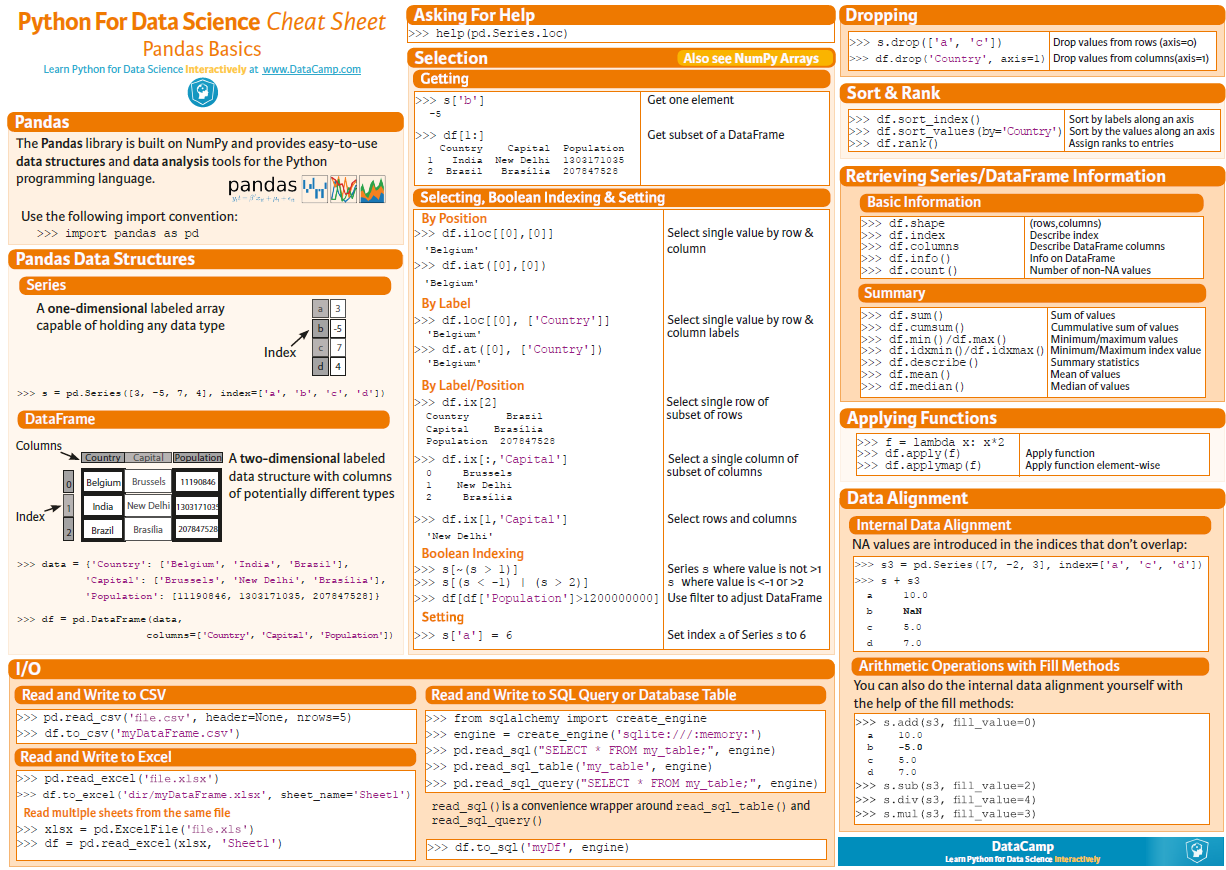 Python For Data Science Cheat Sheet
Pandas Basics
Learn Python for Data Science Interactively at www.DataCamp.com
Pandas
The Pandas library is built on NumPy and provides easy-to-use
data structures and data analysis tools for the Python
programming language.
pandas
Use the following import convention:
>>> import pandas as pd
Pandas Data Structures
Series
A one-dimensional labeled array
capable of holding any data type
Index
a 3
b -5
c 7
d 4
>>> s = pd.Series([3, -5, 7, 4], index=['a', 'b', 'c', 'd'])
DataFrame
Columns
Country Capital Population
0 Belgium Brussels 11190846
1 India New Delhi 1303171035
2 Brazil Brasília 207847528
Index
A two-dimensional labeled
data structure with columns
of potentially different types
>>> data = {'Country': ['Belgium', 'India', 'Brazil'],
'Capital': ['Brussels', 'New Delhi', 'Brasília'],
'Population': [11190846, 1303171035, 207847528]}
>>> df = pd.DataFrame(data,
columns=['Country', 'Capital', 'Population'])
I/O
Read and Write to CSV
>>> pd.read_csv('file.csv', header=None, nrows=5)
>>> df.to_csv('myDataFrame.csv')
Read and Write to Excel
>>> pd.read_excel('file.xlsx')
>>> df.to_excel('dir/myDataFrame.xlsx', sheet_name='Sheet1')
Read multiple sheets from the same file
>>> xlsx = pd.ExcelFile('file.xls')
>>> df = pd.read_excel(xlsx, 'Sheet1')
Read and Write to SQL Query or Database Table
>>> from sqlalchemy import create_engine
>>> engine = create_engine('sqlite:///:memory:')
>>> pd.read_sql("SELECT * FROM my_table;", engine)
>>> pd.read_sql_table('my_table', engine)
>>> pd.read_sql_query("SELECT * FROM my_table;", engine)
read_sql() is a convenience wrapper around read_sql_table() and
read_sql_query()
>>> df.to_sql('myDf', engine)
Asking For Help
>>> help(pd.Series.loc)
Selection
Also see NumPy Arrays
Getting
>>> s['b'] Get one element
-5
>>> df[1:] Get subset of a DataFrame
Country Capital Population
1 India New Delhi 1303171035
2 Brazil Brasília 207847528
Selecting, Boolean Indexing & Setting
By Position
>>> df.iloc[[0],[0]] Select single value by row &
'Belgium' column
>>> df.iat([0],[0])
'Belgium'
By Label
>>> df.loc[[0], ['Country']] Select single value by row &
'Belgium' column labels
>>> df.at([0], ['Country'])
'Belgium'
By Label/Position
>>> df.ix[2] Select single row of
Country Brazil subset of rows
Capital Brasília
Population 207847528
>>> df.ix[:,'Capital'] Select a single column of
0 Brussels subset of columns
1 New Delhi
2 Brasília
>>> df.ix[1,'Capital'] Select rows and columns
'New Delhi'
Boolean Indexing
>>> s[~(s > 1)] Series s where value is not >1
>>> s[(s < -1) | (s > 2)] s where value is <-1 or >2
>>> df[df['Population']>1200000000] Use filter to adjust DataFrame
Setting
>>> s['a'] = 6 Set index a of Series s to 6
Dropping
>>> s.drop(['a', 'c']) Drop values from rows (axis=0)
>>> df.drop('Country', axis=1) Drop values from columns(axis=1)
Sort & Rank
>>> df.sort_index() Sort by labels along an axis
>>> df.sort_values(by='Country') Sort by the values along an axis
>>> df.rank() Assign ranks to entries
Retrieving Series/DataFrame Information
Basic Information
>>> df.shape (rows,columns)
>>> df.index Describe index
>>> df.columns Describe DataFrame columns
>>> df.info() Info on DataFrame
>>> df.count() Number of non-NA values
Summary
>>> df.sum() Sum of values
>>> df.cumsum() Cummulative sum of values
>>> df.min()/df.max() Minimum/maximum values
>>> df.idxmin()/df.idxmax() Minimum/Maximum index value
>>> df.describe() Summary statistics
>>> df.mean() Mean of values
>>> df.median() Median of values
Applying Functions
>>> f = lambda x: x*2
>>> df.apply(f) Apply function
>>> df.applymap(f) Apply function element-wise
Data Alignment
Internal Data Alignment
NA values are introduced in the indices that don't overlap:
>>> s3 = pd.Series([7, -2, 3], index=['a', 'c', 'd'])
>>> s + s3
a 10.0
b NaN
c 5.0
d 7.0
Arithmetic Operations with Fill Methods
You can also do the internal data alignment yourself with
the help of the fill methods:
>>> s.add(s3, fill_value=0)
a 10.0
b -5.0
c 5.0
d 7.0
>>> s.sub(s3, fill_value=2)
>>> s.div(s3, fill_value=4)
>>> s.mul(s3, fill_value=3)
DataCamp
Learn Python for Data Science Interactively